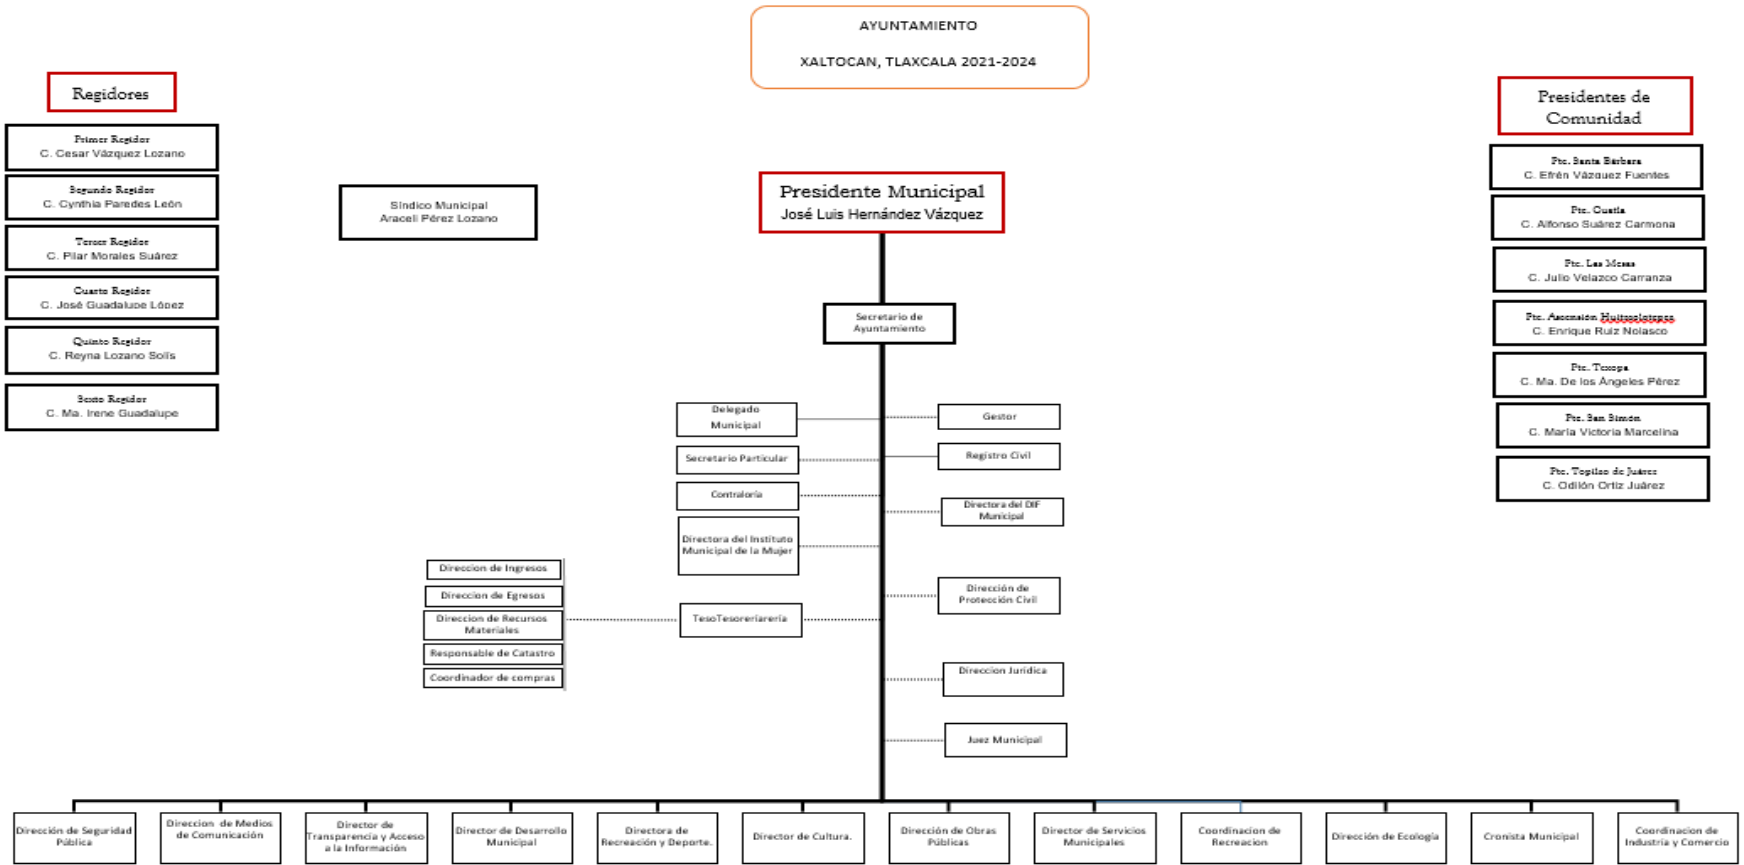 AYUNTAMIENTO
XALTOCAN, TLAXCALA 2021-2024
Regidores
Primer Regidor
C. Cesar Vázquez Lozano
Segundo Regidor
C. Cynthia Paredes León
Tercer Regidor
C. Pilar Morales Suárez
Cuarto Regidor
C. José Guadalupe López
Quinto Regidor
C. Reyna Lozano Solís
Sexto Regidor
C. Ma. Irene Guadalupe
Síndico Municipal
Araceli Pérez Lozano
Presidente Municipal
José Luis Hernández Vázquez
Secretario de
Ayuntamiento
Presidentes de
Comunidad
Pte. Santa Bárbara
C. Efrén Vázquez Fuentes
Pte. Cuatla
C. Alfonso Suárez Carmona
Pte. Las Mesas
C. Julio Velazco Carranza
Pte. Ascensión Huitzcolotepec
C. Enrique Ruiz Nolasco
Pte. Texopa
C. Ma. De los Ángeles Pérez
Pte. San Simón
C. María Victoria Marcelina
Pte. Topilco de Juárez
C. Odilón Ortiz Juárez
Delegado
Municipal
Secretario Particular
Contraloría
Directora del Instituto
Municipal de la Mujer
TesoTesoreríarería
Direccion de Ingresos
Direccion de Egresos
Direccion de Recursos
Materiales
Responsable de Catastro
Coordinador de compras
Gestor
Registro Civil
Directora del DIF
Municipal
Dirección de
Protección Civil
Direccion Juridica
Juez Municipal
Dirección de Seguridad
Pública
Direccion de Medios
de Comunicación
Director de
Transparencia y Acceso
a la Información
Director de Desarrollo
Municipal
Directora de
Recreación y Deporte.
Director de Cultura.
Dirección de Obras
Públicas
Director de Servicios
Municipales
Coordinacion de
Recreacion
Dirección de Ecología
Cronista Municipal
Coordinacion de
Industria y Comercio